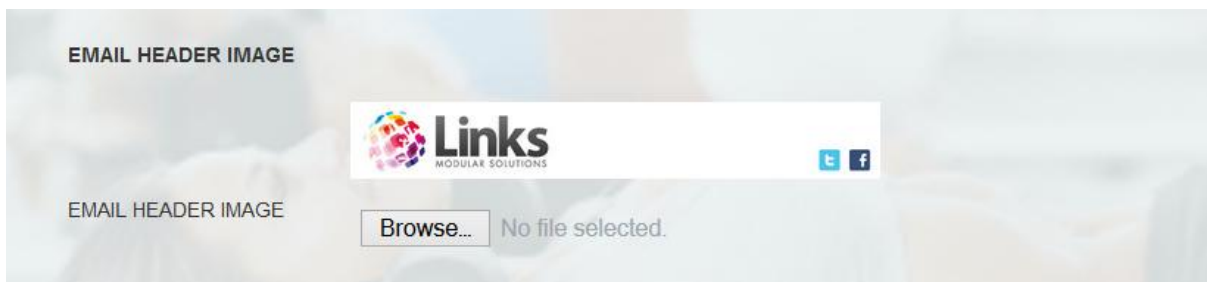 EMAIL HEADER IMAGE
Links
MODULAR SOLUTIONS
EMAIL HEADER IMAGE
Browse... No file selected.